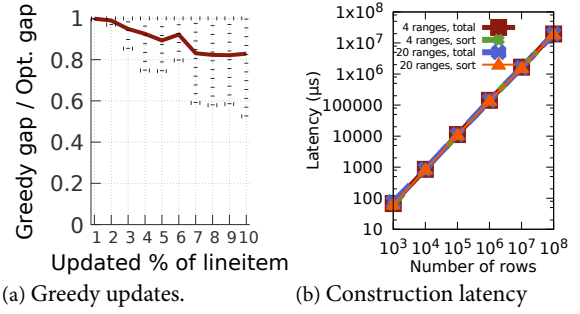 Greedy gap / Opt. gap
1
0.8
0.6
0.4
0.2
0
1 2 3 4 5 6 7 8 9 10
Updated % of lineitem
(a) Greedy updates.
Latency (µs)
1x10^8
1x10^7
1x10^6
100000
10000
1000
100
10
4 ranges, total
4 ranges, sort
20 ranges, total
20 ranges, sort
10^3 10^4 10^5 10^6 10^7 10^8
Number of rows
(b) Construction latency